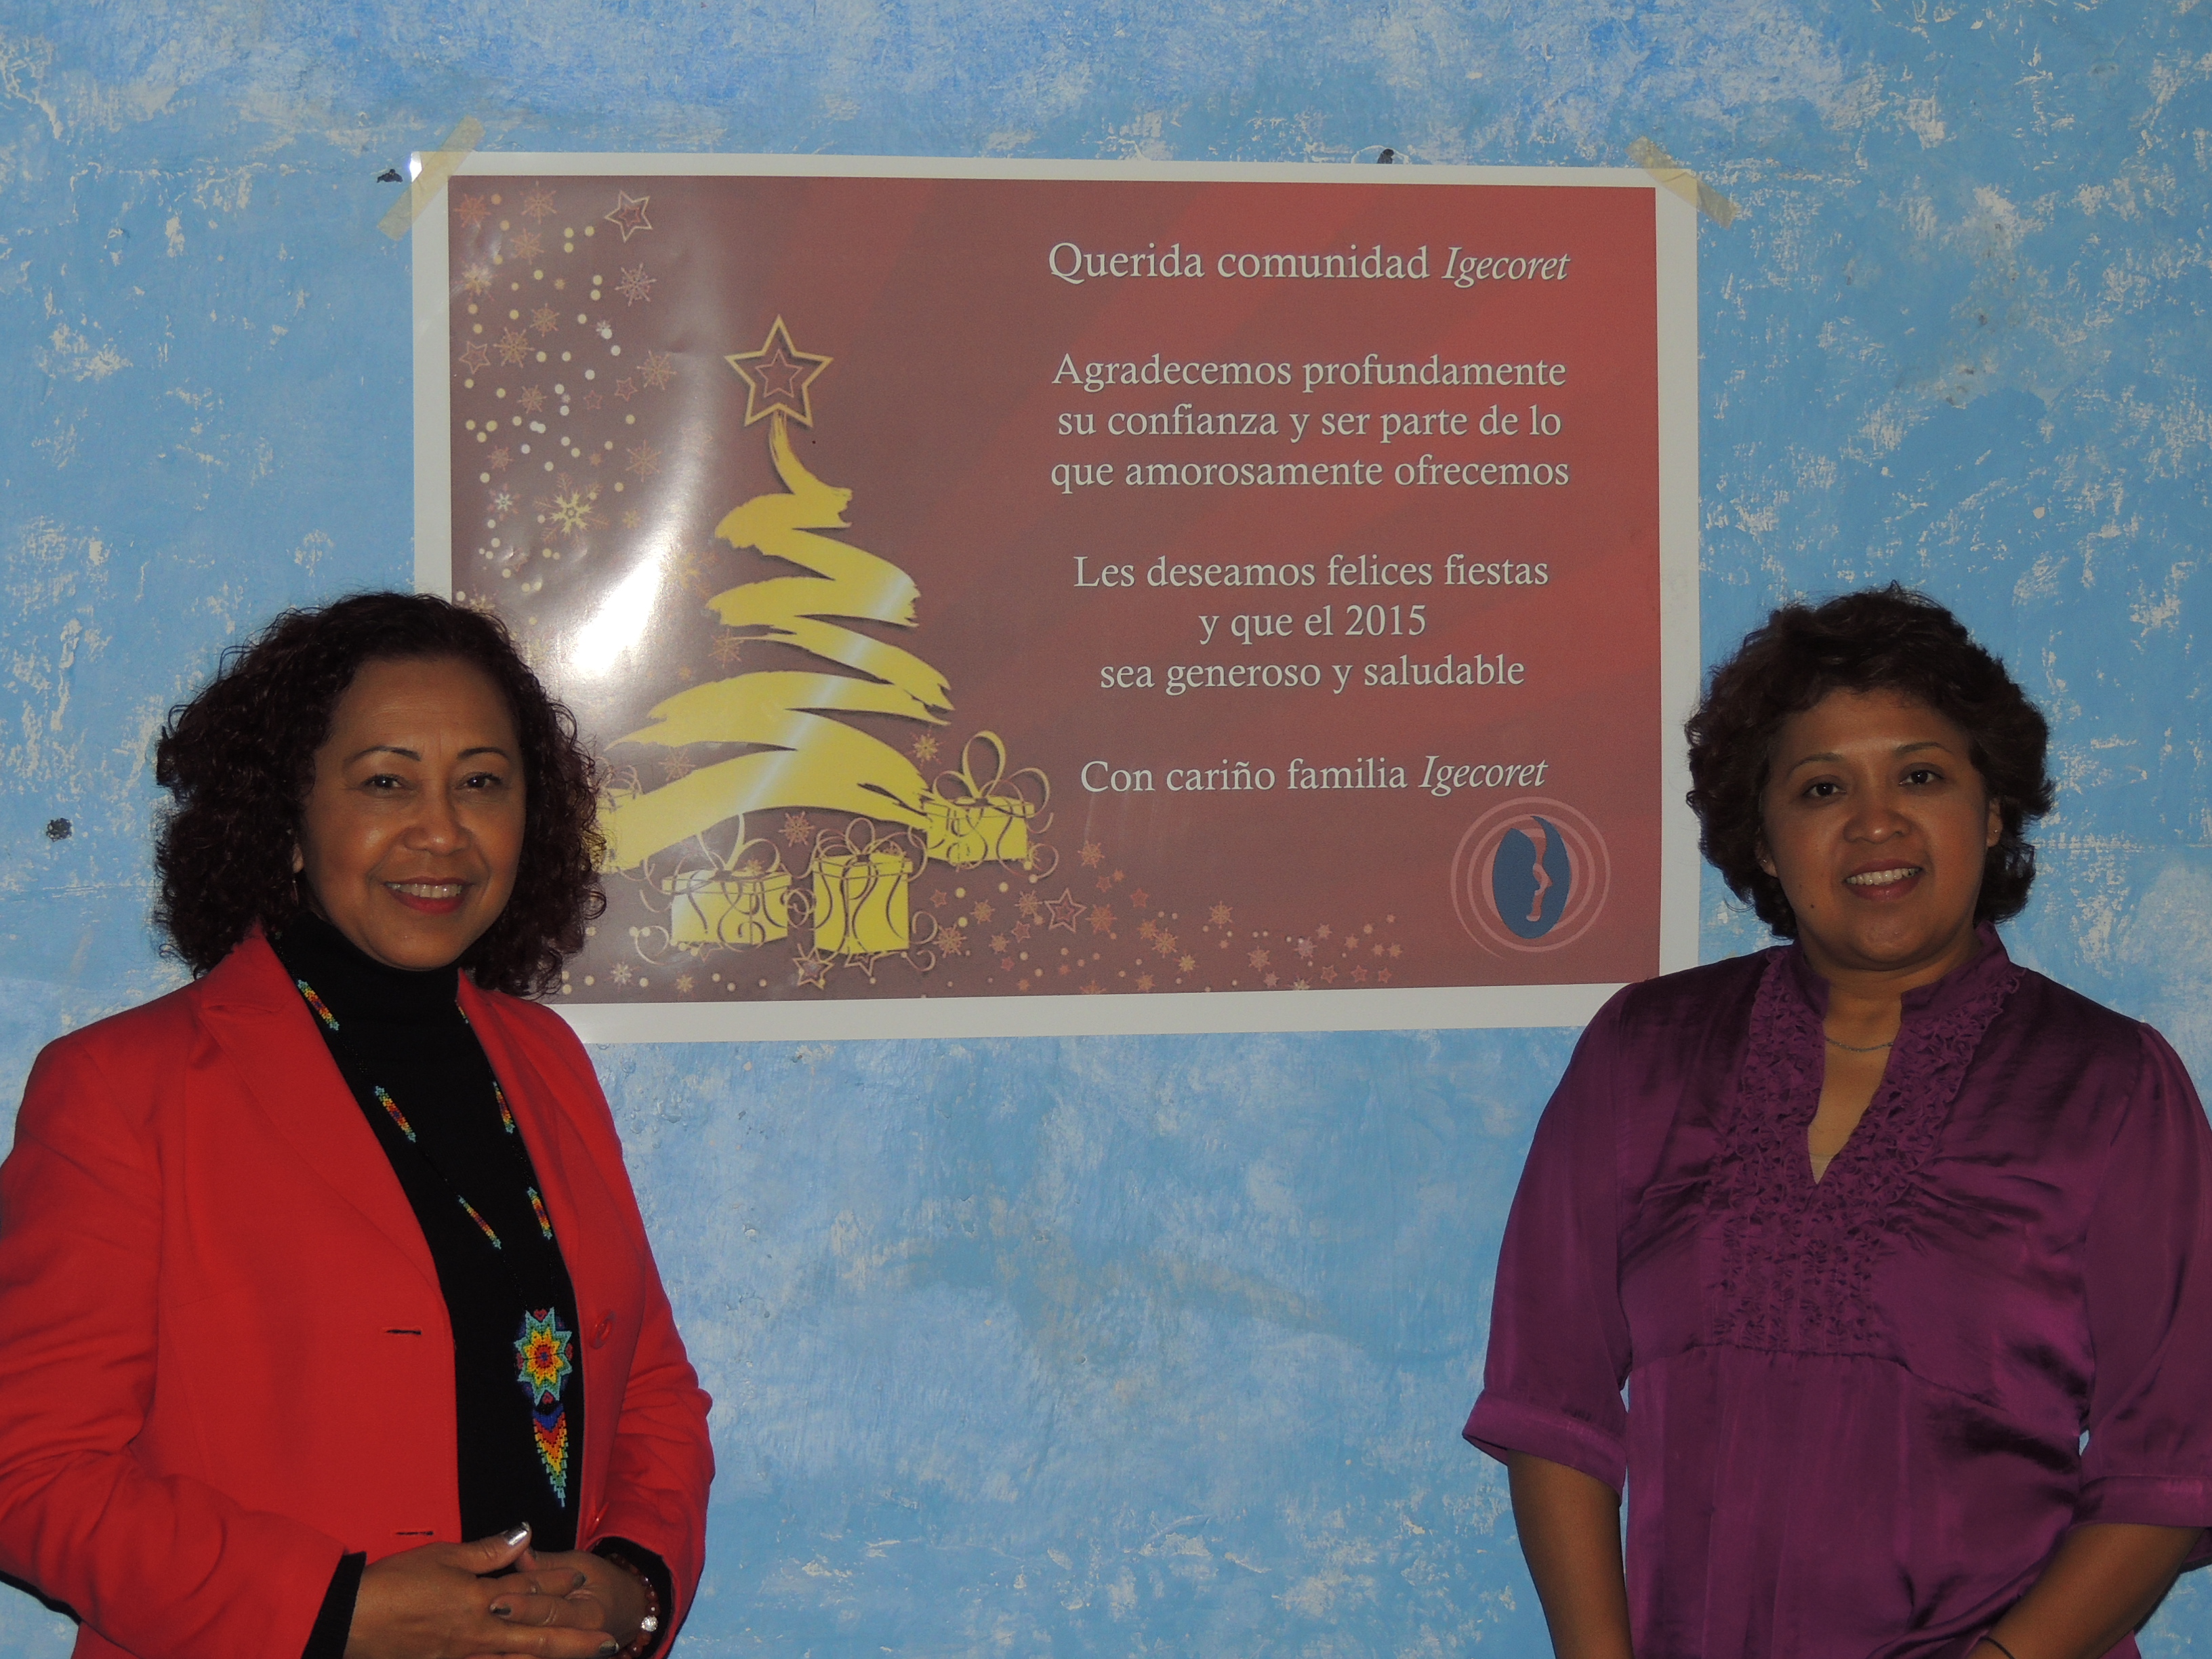 Querida comunidad Igecoret
Agradecemos profundamente
su confianza y ser parte de lo
que amorosamente ofrecemos
Les deseamos felices fiestas
y que el 2015
sea generoso y saludable
Con cariño familia Igecoret